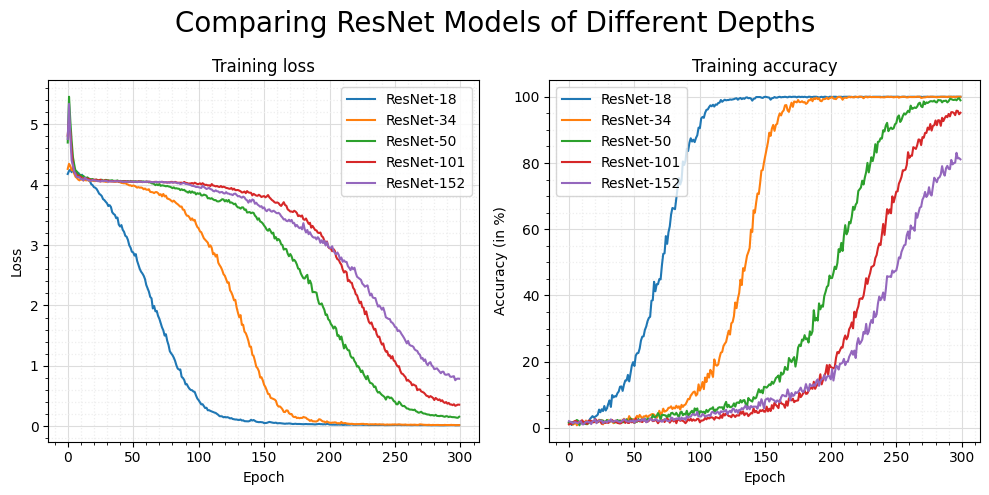 Comparing ResNet Models of Different Depths
Training loss
Loss
5
4
3
2
1
0
0 50 100 150 200 250 300
Epoch
ResNet-18
ResNet-34
ResNet-50
ResNet-101
ResNet-152
Training accuracy
Accuracy (in %)
100
80
60
40
20
0
0 50 100 150 200 250 300
Epoch
ResNet-18
ResNet-34
ResNet-50
ResNet-101
ResNet-152